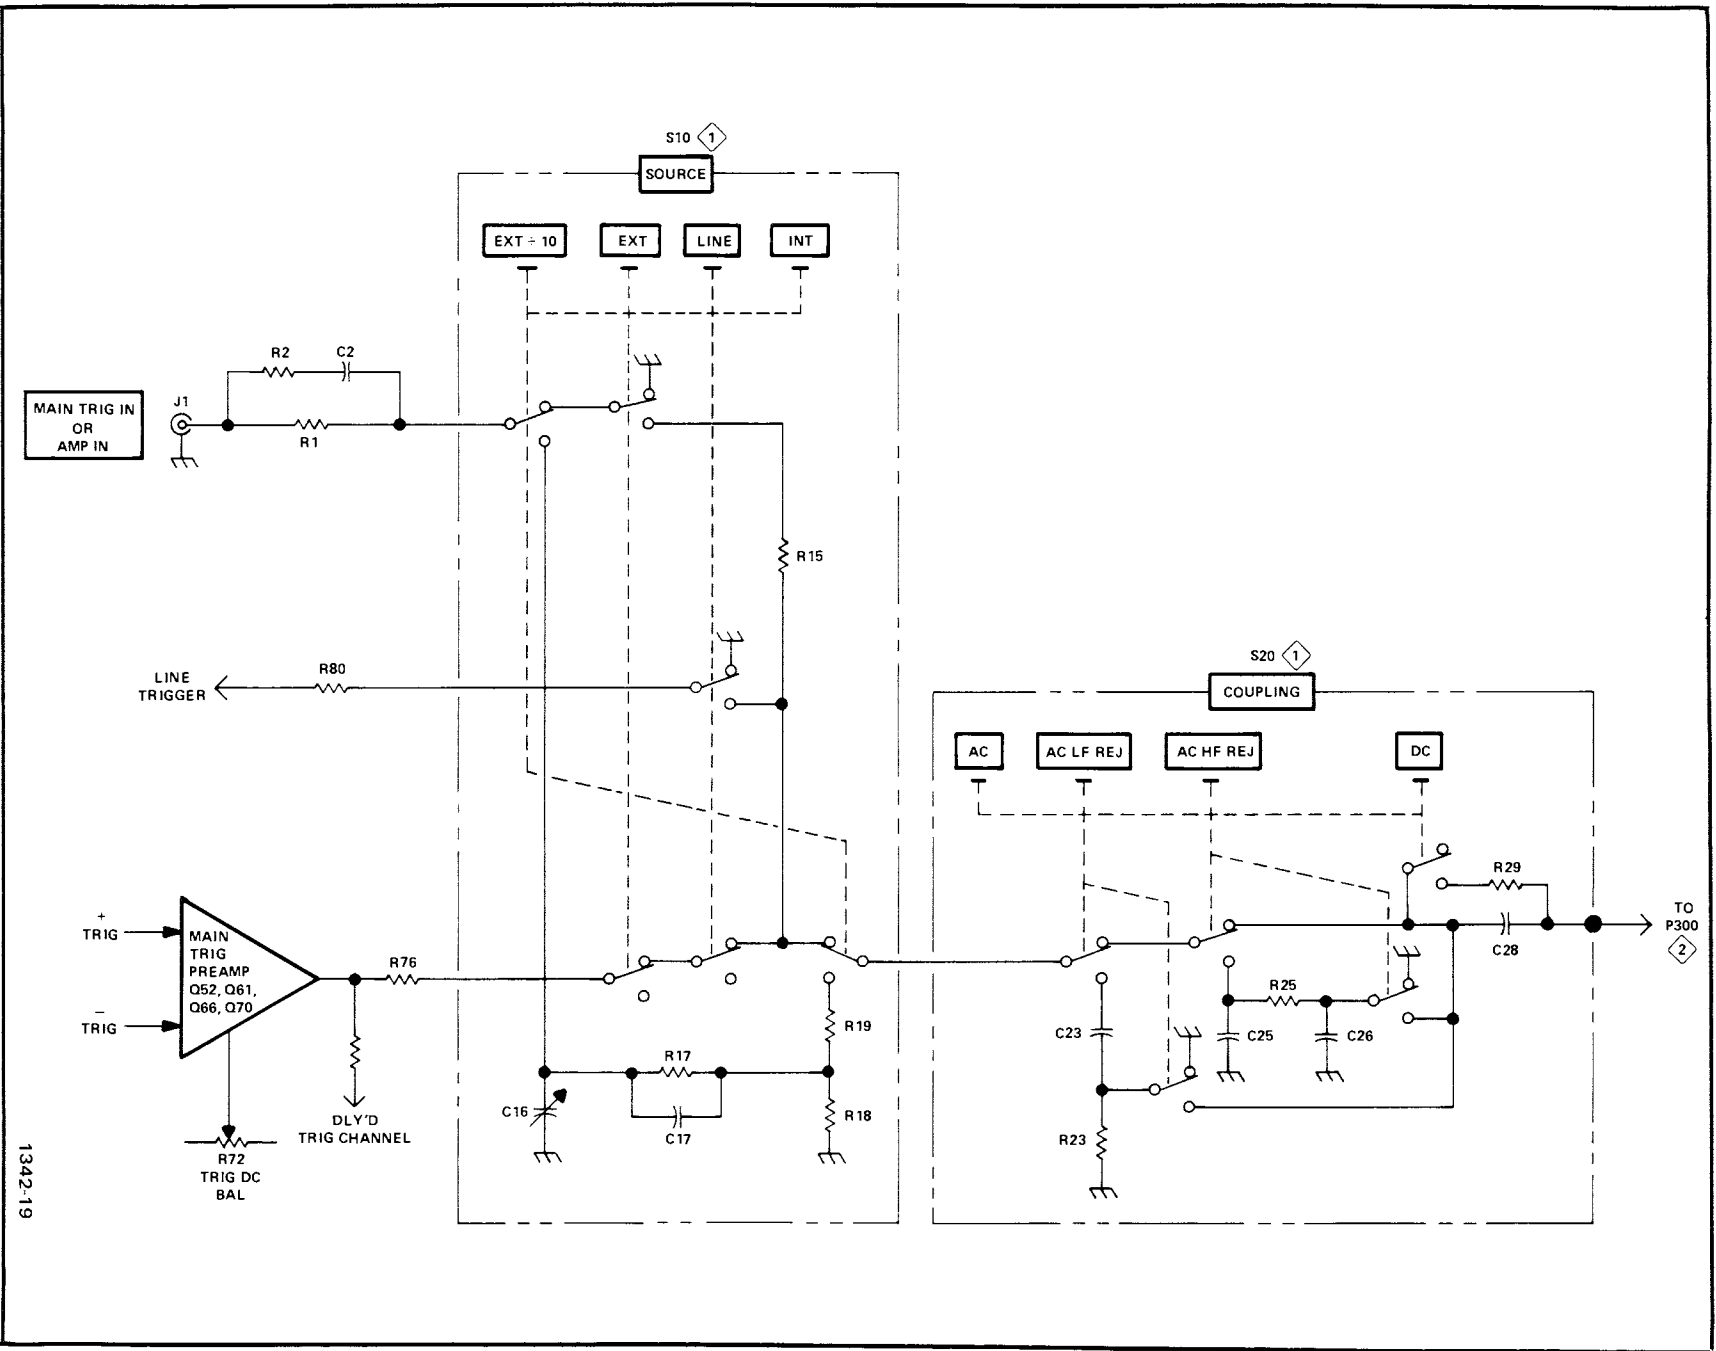 S10 1
SOURCE
EXT ÷ 10
EXT
LINE
INT
R2
C2
MAIN TRIG IN
OR
AMP IN
J1
R1
R15
LINE
TRIGGER
R80
S20 1
COUPLING
AC
AC LF REJ
AC HF REJ
DC
R29
C28
TO
P300
2
+
TRIG
–
TRIG
MAIN
TRIG
PREAMP
Q52, Q61,
Q66, Q70
R76
R25
C25
C26
C23
R23
R19
R17
R18
C16
C17
DLY'D
TRIG CHANNEL
R72
TRIG DC
BAL
1342-19